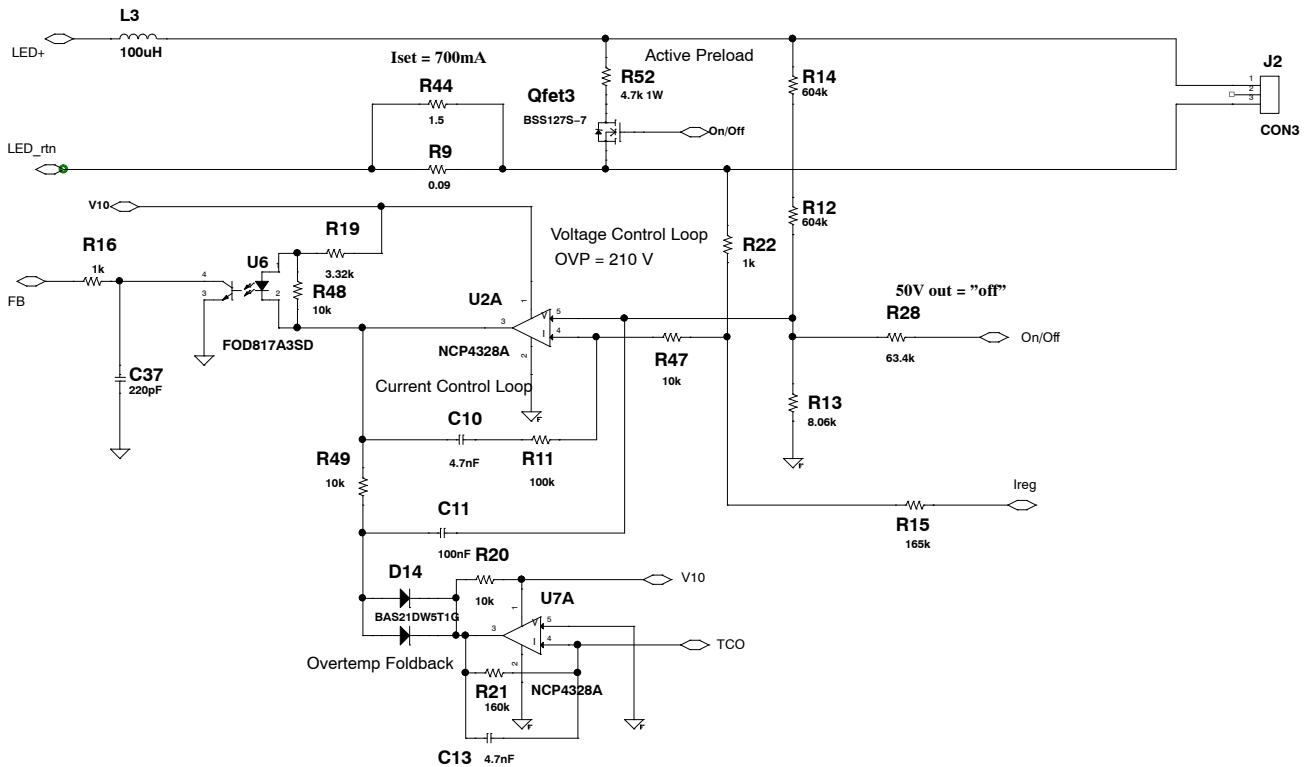 L3
LED+
100uH
Iset = 700mA
Active Preload
R44
1.5
R52
4.7k 1W
R14
604k
J2
1
2
3
CON3
Qfet3
BSS127S-7
On/Off
LED_rtn
R9
0.09
V10
R12
604k
R19
3.32k
Voltage Control Loop
OVP = 210 V
R22
1k
R16
1k
FB
U6
4
3
1
2
R48
10k
FOD817A3SD
U2A
1
5
V
3
4
I
2
NCP4328A
50V out = ”off”
R28
63.4k
On/Off
R47
10k
C37
220pF
Current Control Loop
F
R13
8.06k
F
C10
4.7nF
R11
100k
R49
10k
Ireg
R15
165k
C11
100nF
R20
10k
V10
D14
BAS21DW5T1G
U7A
1
5
V
3
4
I
2
TCO
Overtemp Foldback
R21
160k
NCP4328A
F
F
C13
4.7nF